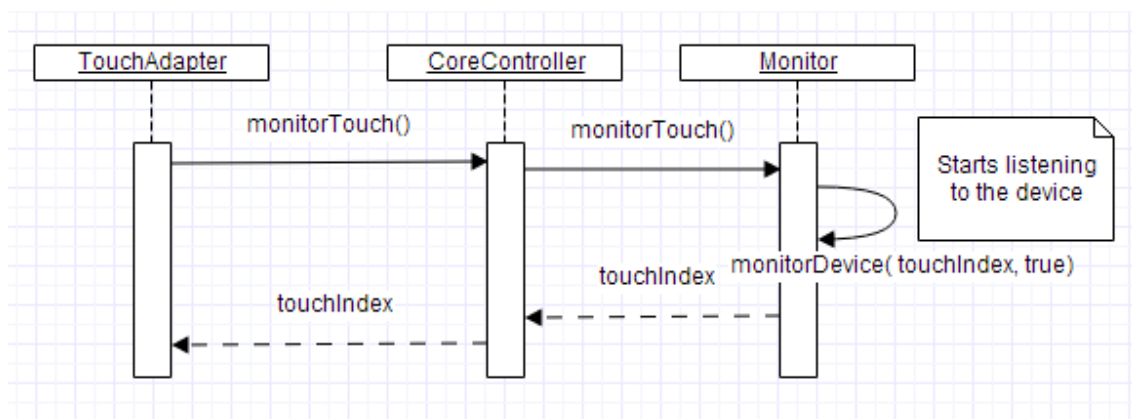 TouchAdapter
CoreController
Monitor
monitorTouch()
monitorTouch()
Starts listening
to the device
monitorDevice( touchIndex, true)
touchIndex
touchIndex